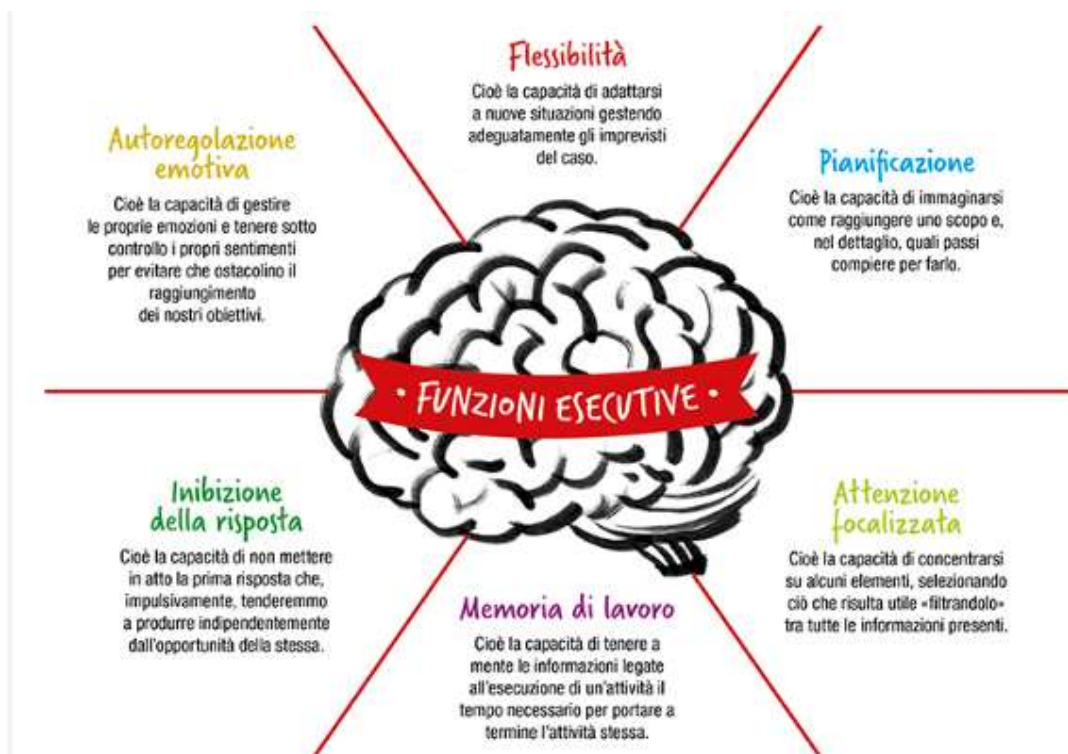 Flessibilità
Cioè la capacità di adattarsi
a nuove situazioni gestendo
adeguatamente gli imprevisti
del caso.
Autoregolazione
emotiva
Cioè la capacità di gestire
le proprie emozioni e tenere sotto
controllo i propri sentimenti
per evitare che ostacolino il
raggiungimento
dei nostri obiettivi.
Pianificazione
Cioè la capacità di immaginarsi
come raggiungere uno scopo e,
nel dettaglio, quali passi
compiere per farlo.
• FUNZIONI ESECUTIVE •
Inibizione
della risposta
Cioè la capacità di non mettere
in atto la prima risposta che,
impulsivamente, tenderemmo
a produrre indipendentemente
dall'opportunità della stessa.
Memoria di lavoro
Cioè la capacità di tenere a
mente le informazioni legate
all'esecuzione di un'attività il
tempo necessario per portare a
termine l'attività stessa.
Attenzione
focalizzata
Cioè la capacità di concentrarsi
su alcuni elementi, selezionando
ciò che risulta utile «filtrandolo»
tra tutte le informazioni presenti.